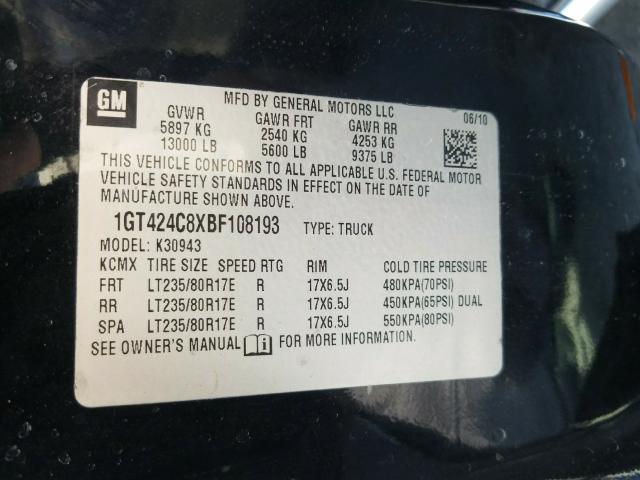 GM
MFD BY GENERAL MOTORS LLC 06/10
GVWR GAWR FRT GAWR RR
5897 KG 2540 KG 4253 KG
13000 LB 5600 LB 9375 LB
THIS VEHICLE CONFORMS TO ALL APPLICABLE U.S. FEDERAL MOTOR
VEHICLE SAFETY STANDARDS IN EFFECT ON THE DATE OF
MANUFACTURE SHOWN ABOVE.
1GT424C8XBF108193 TYPE: TRUCK
MODEL: K30943
KCMX TIRE SIZE SPEED RTG RIM COLD TIRE PRESSURE
FRT LT235/80R17E R 17X6.5J 480KPA(70PSI)
RR LT235/80R17E R 17X6.5J 450KPA(65PSI) DUAL
SPA LT235/80R17E R 17X6.5J 550KPA(80PSI)
SEE OWNER'S MANUAL FOR MORE INFORMATION.